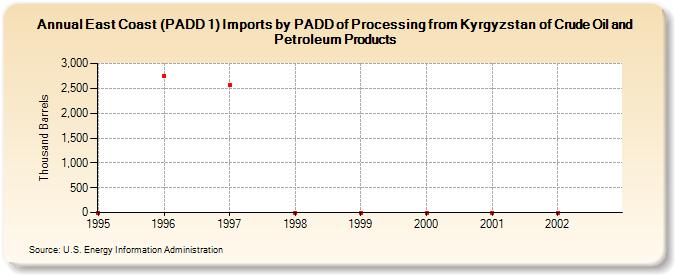 Annual East Coast (PADD 1) Imports by PADD of Processing from Kyrgyzstan of Crude Oil and
Petroleum Products
Thousand Barrels
3,000
2,500
2,000
1,500
1,000
500
0
1995 1996 1997 1998 1999 2000 2001 2002
Source: U.S. Energy Information Administration